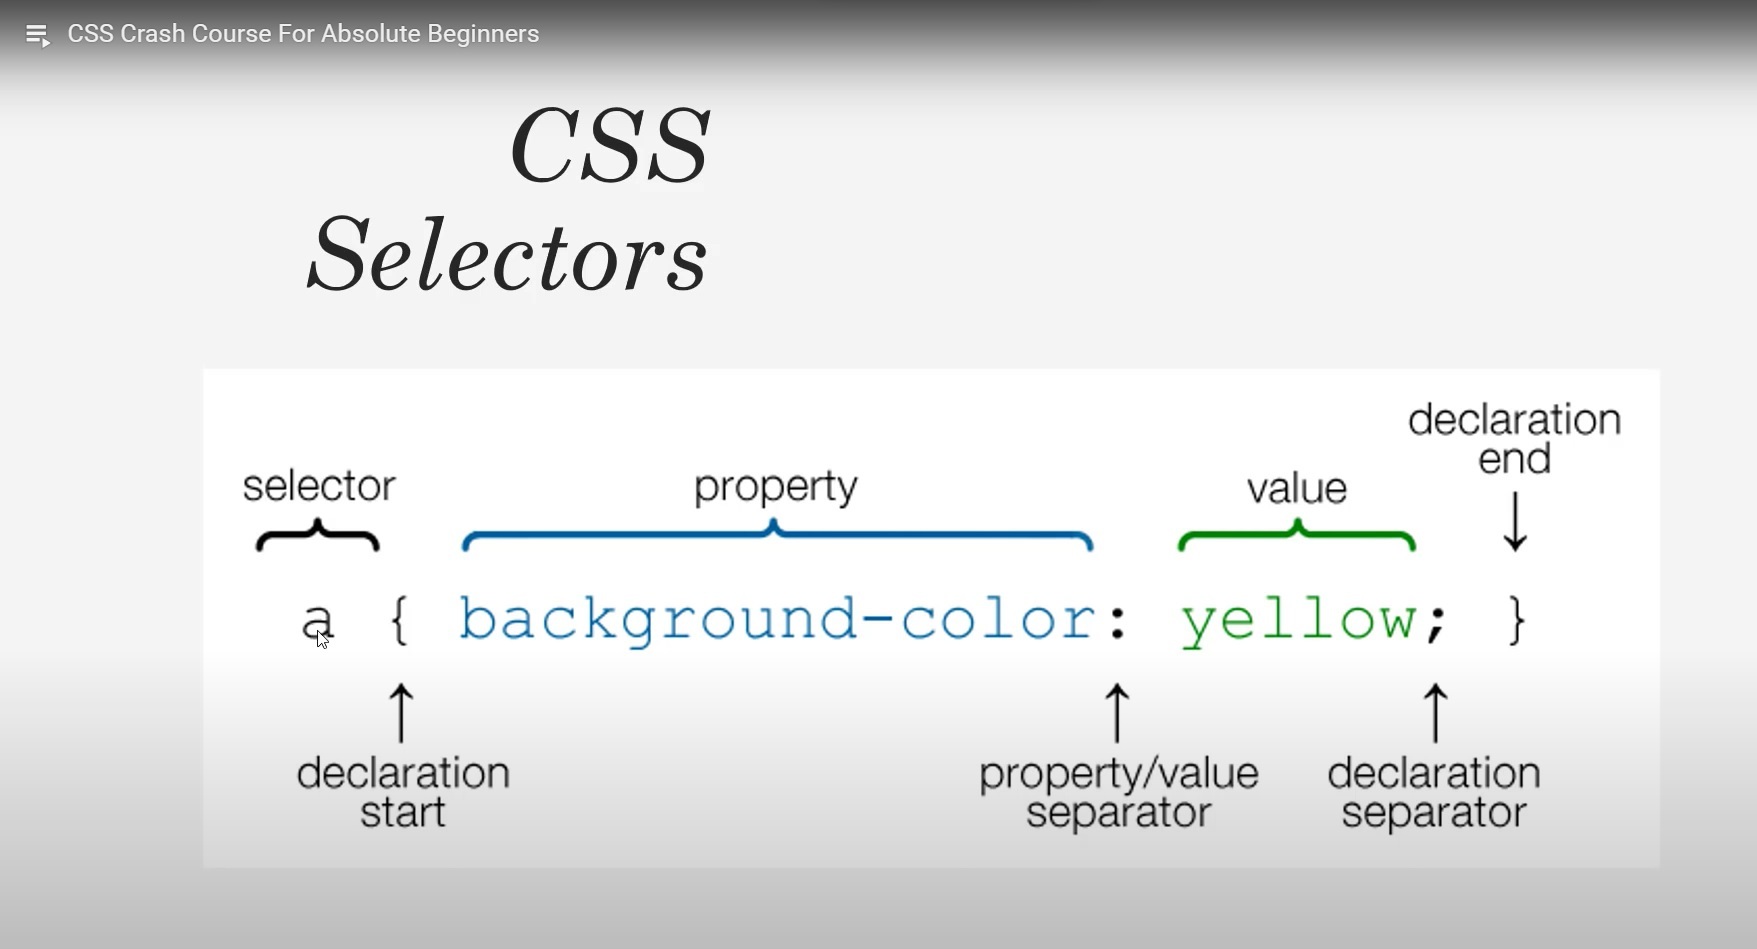 CSS Crash Course For Absolute Beginners
CSS
Selectors
declaration
end
selector
property
value
a { background-color: yellow; }
declaration
start
property/value
separator
declaration
separator